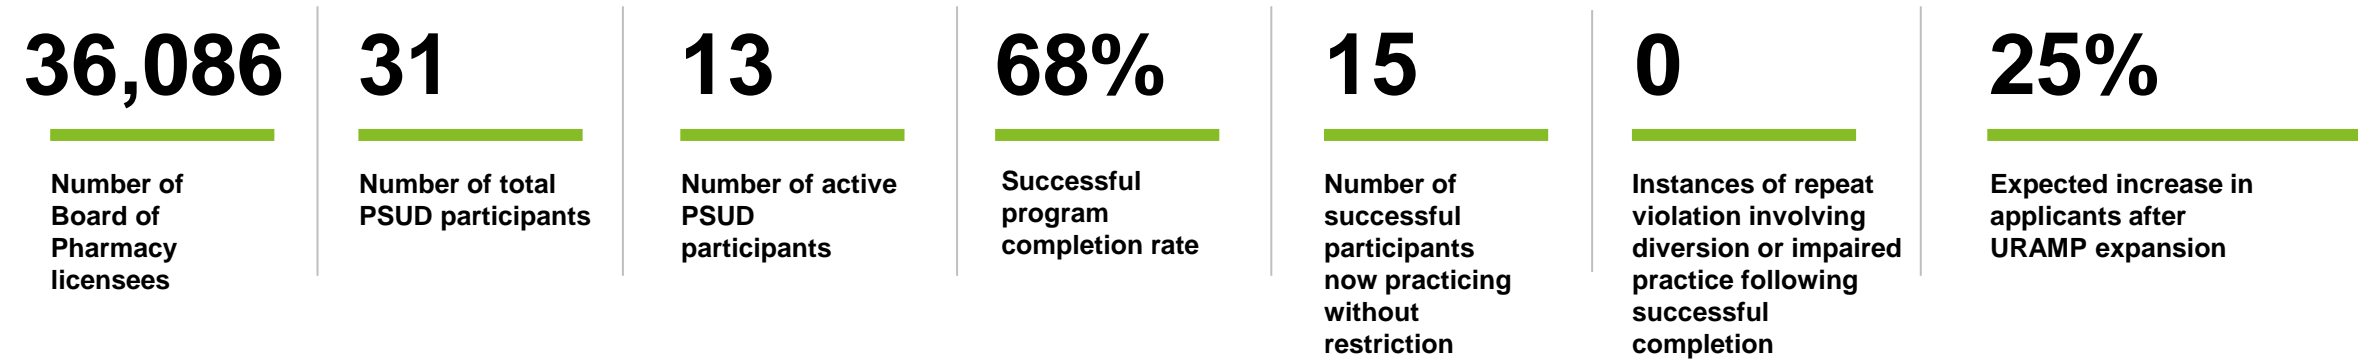 36,086
Number of
Board of
Pharmacy
licensees
31
Number of total
PSUD participants
13
Number of active
PSUD
participants
68%
Successful
program
completion rate
15
Number of
successful
participants
now practicing
without
restriction
0
Instances of repeat
violation involving
diversion or impaired
practice following
successful
completion
25%
Expected increase in
applicants after
URAMP expansion